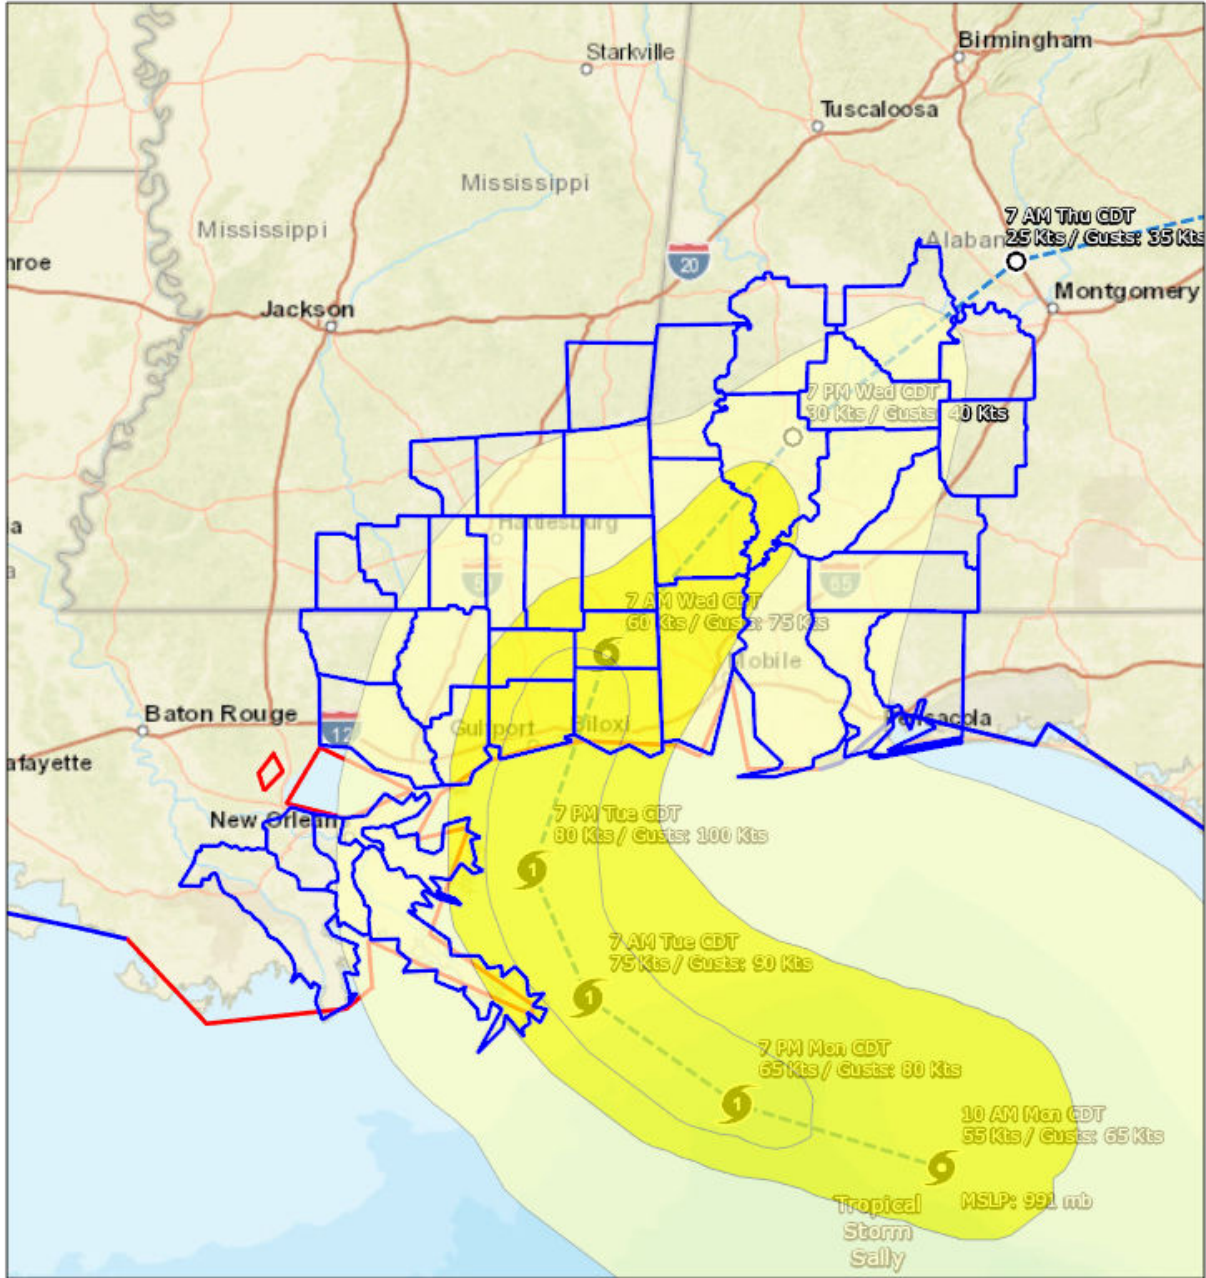 Birmingham
Starkville
Tuscaloosa
Mississippi
Mississippi
7 AM Thu CDT
25 Kts / Gusts: 35 Kts
nroe
20
Montgomery
Jackson
7 PM Wed CDT
30 Kts / Gusts: 40 Kts
Hattiesburg
a
65
a
7 AM Wed CDT
60 Kts / Gusts: 75 Kts
Mobile
Baton Rouge
12
Gulfport
Biloxi
afayette
7 PM Tue CDT
80 Kts / Gusts: 100 Kts
1
7 AM Tue CDT
75 Kts / Gusts: 90 Kts
1
7 PM Mon CDT
65 Kts / Gusts: 80 Kts
1
10 AM Mon CDT
55 Kts / Gusts: 65 Kts
MSLP: 991 mb
Tropical
Storm
Sally